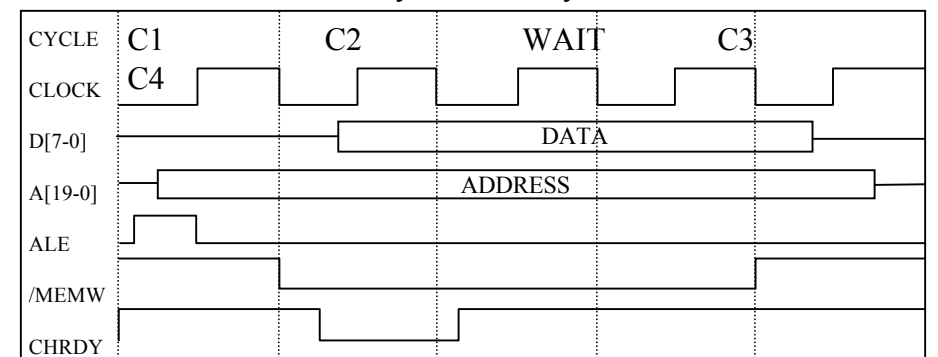 CYCLE C1 C2 WAIT C3
C4
CLOCK
D[7-0] DATA
A[19-0] ADDRESS
ALE
/MEMW
CHRDY